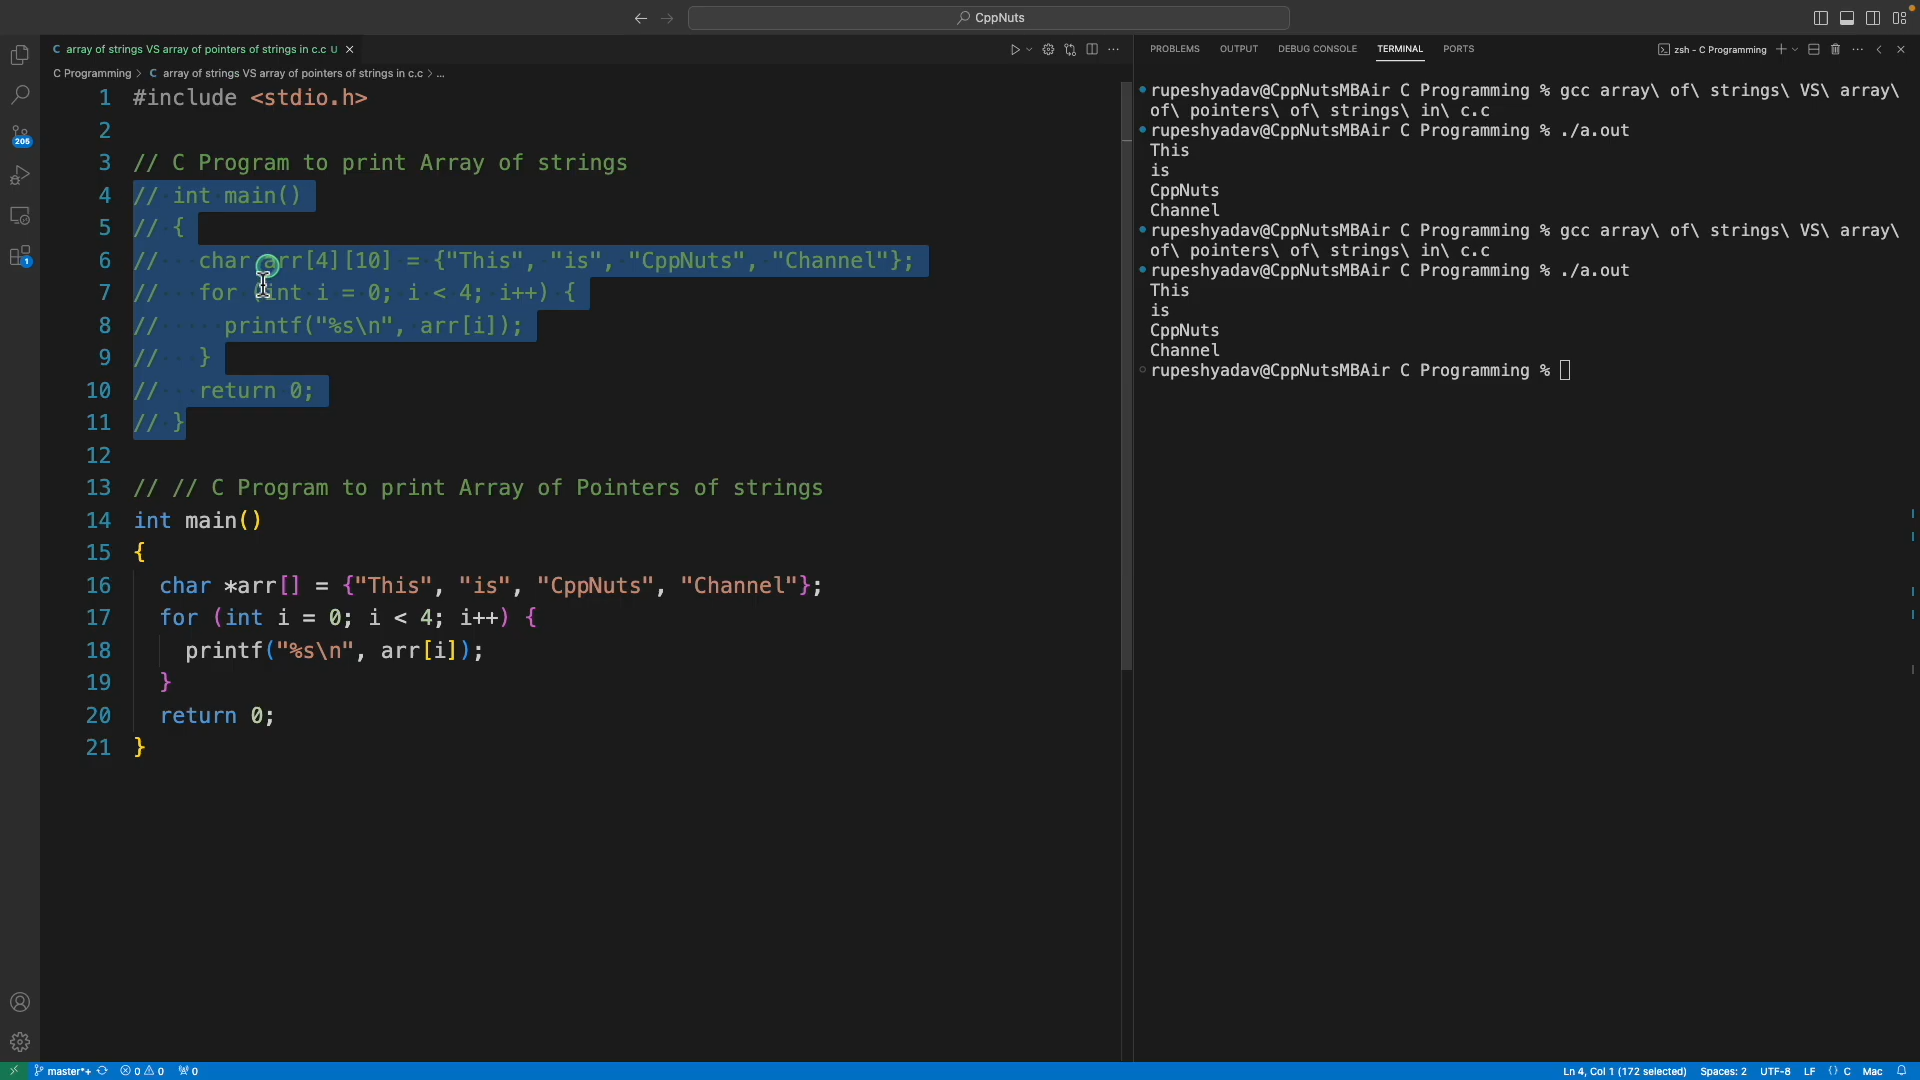 CppNuts
C array of strings VS array of pointers of strings in c.c U
C Programming > C array of strings VS array of pointers of strings in c.c > ...
1 #include <stdio.h>
2
3 // C Program to print Array of strings
4 // int main()
5 // {
6 //   char arr[4][10] = {"This", "is", "CppNuts", "Channel"};
7 //   for (int i = 0; i < 4; i++) {
8 //     printf("%s\n", arr[i]);
9 //   }
10 //   return 0;
11 // }
12
13 // // C Program to print Array of Pointers of strings
14 int main()
15 {
16   char *arr[] = {"This", "is", "CppNuts", "Channel"};
17   for (int i = 0; i < 4; i++) {
18     printf("%s\n", arr[i]);
19   }
20   return 0;
21 }
PROBLEMS OUTPUT DEBUG CONSOLE TERMINAL PORTS
zsh - C Programming
rupeshyadav@CppNutsMBAir C Programming % gcc array\ of\ strings\ VS\ array\
of\ pointers\ of\ strings\ in\ c.c
rupeshyadav@CppNutsMBAir C Programming % ./a.out
This
is
CppNuts
Channel
rupeshyadav@CppNutsMBAir C Programming % gcc array\ of\ strings\ VS\ array\
of\ pointers\ of\ strings\ in\ c.c
rupeshyadav@CppNutsMBAir C Programming % ./a.out
This
is
CppNuts
Channel
rupeshyadav@CppNutsMBAir C Programming %
205
1
master*+ 0 0 0
Ln 4, Col 1 (172 selected) Spaces: 2 UTF-8 LF {} C Mac